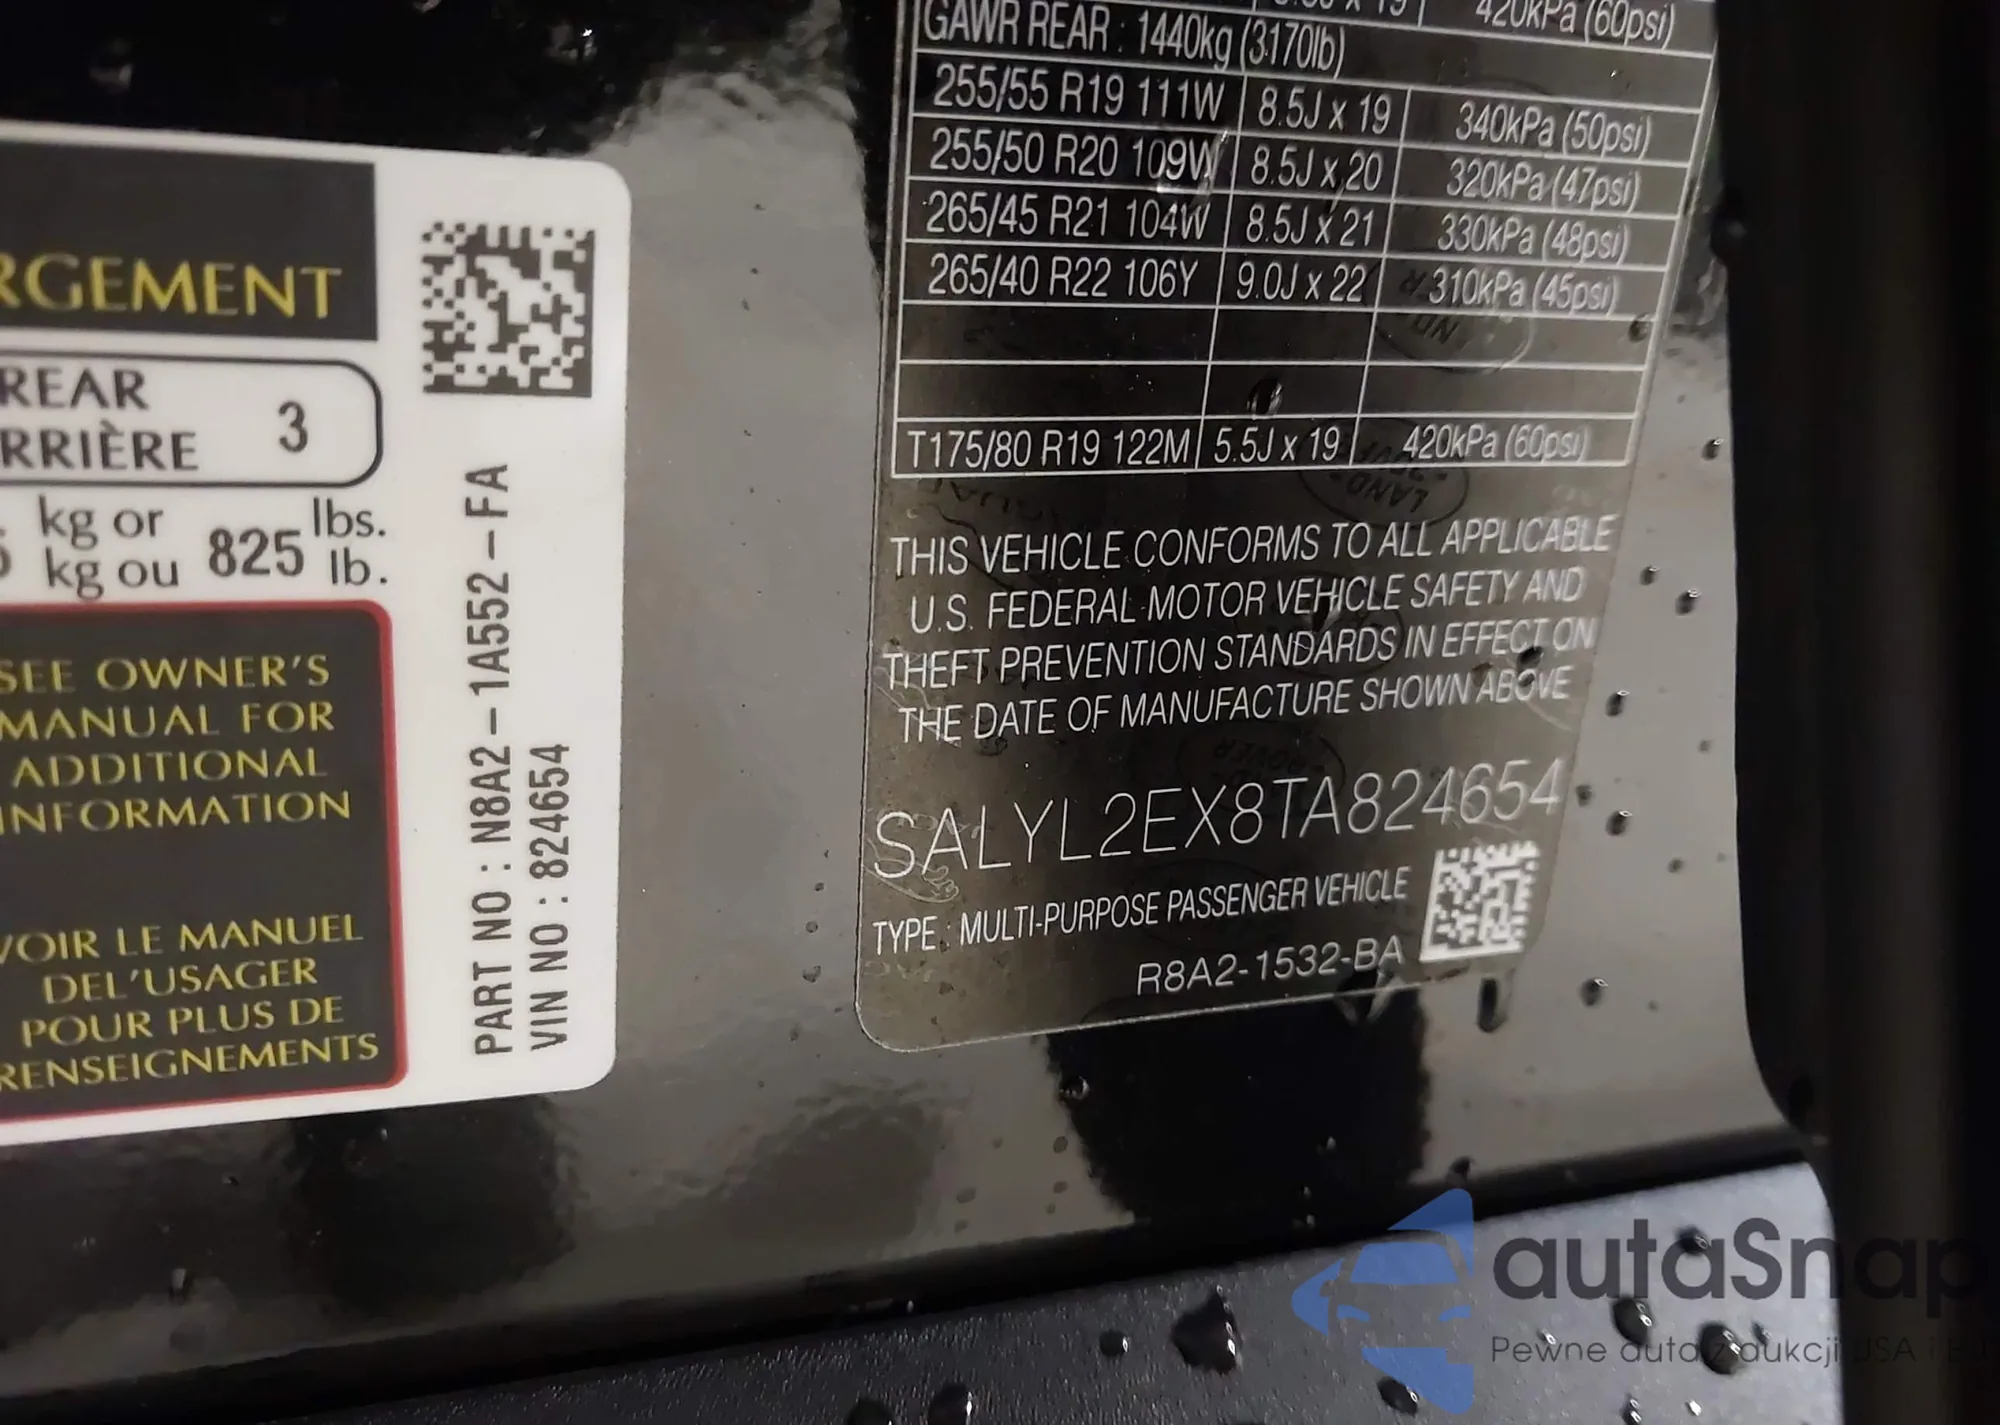 RGEMENT
REAR
RRIÈRE 3
kg or
kg ou 825 lbs.
lb.
SEE OWNER'S
MANUAL FOR
ADDITIONAL
INFORMATION
VOIR LE MANUEL
DEL'USAGER
POUR PLUS DE
RENSEIGNEMENTS
PART NO : N8A2-1A552-FA
VIN NO : 824654
420kPa (60psi)
GAWR REAR : 1440kg (3170lb)
255/55 R19 111W 8.5J x 19 340kPa (50psi)
255/50 R20 109W 8.5J x 20 320kPa (47psi)
265/45 R21 104W 8.5J x 21 330kPa (48psi)
265/40 R22 106Y 9.0J x 22 310kPa (45psi)
T175/80 R19 122M 5.5J x 19 420kPa (60psi)
THIS VEHICLE CONFORMS TO ALL APPLICABLE
U.S. FEDERAL MOTOR VEHICLE SAFETY AND
THEFT PREVENTION STANDARDS IN EFFECT ON
THE DATE OF MANUFACTURE SHOWN ABOVE
SALYL2EX8TA824654
TYPE : MULTI-PURPOSE PASSENGER VEHICLE
R8A2-1532-BA
autaSnap
Pewne auta z aukcji USA i